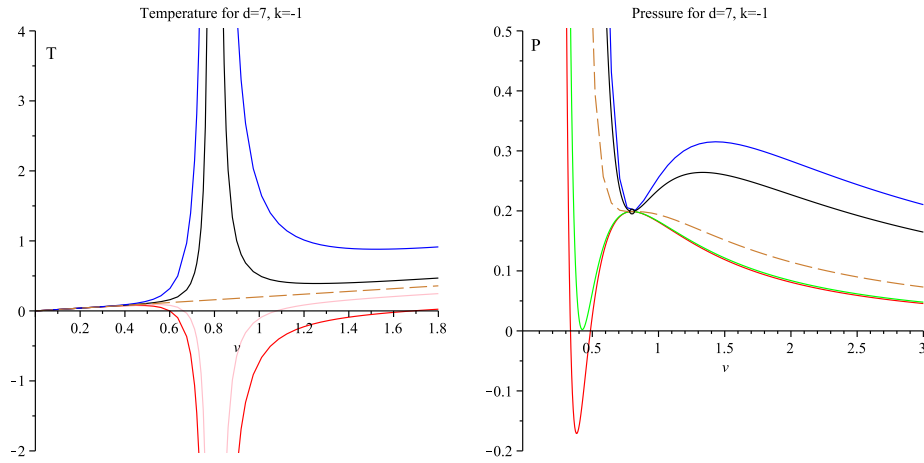 Temperature for d=7, k=-1
T
4
3
2
1
0
-1
-2
0.2 0.4 0.6 0.8 1 1.2 1.4 1.6 1.8
v
Pressure for d=7, k=-1
P
0.5
0.4
0.3
0.2
0.1
0
-0.1
-0.2
0.5 1 1.5 2 2.5 3
v